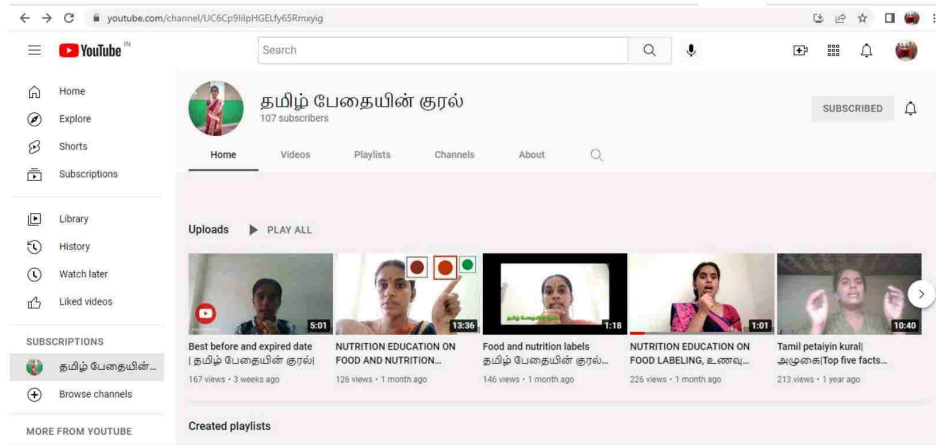 youtube.com/channel/UC6Cp9lilpHGELfy65Rmxyig
YouTube IN
Search
Home
Explore
Shorts
Subscriptions
Library
History
Watch later
Liked videos
SUBSCRIPTIONS
தமிழ் பேதையின்...
Browse channels
MORE FROM YOUTUBE
தமிழ் பேதையின் குரல்
107 subscribers
SUBSCRIBED
Home Videos Playlists Channels About
Uploads PLAY ALL
5:01
Best before and expired date
| தமிழ் பேதையின் குரல்|
167 views • 3 weeks ago
13:36
NUTRITION EDUCATION ON
FOOD AND NUTRITION...
126 views • 1 month ago
1:18
Food and nutrition labels
தமிழ் பேதையின் குரல்...
146 views • 1 month ago
1:01
NUTRITION EDUCATION ON
FOOD LABELING, உணவு...
226 views • 1 month ago
10:40
Tamil petaiyin kural|
அழுகை|Top five facts...
213 views • 1 year ago
Created playlists